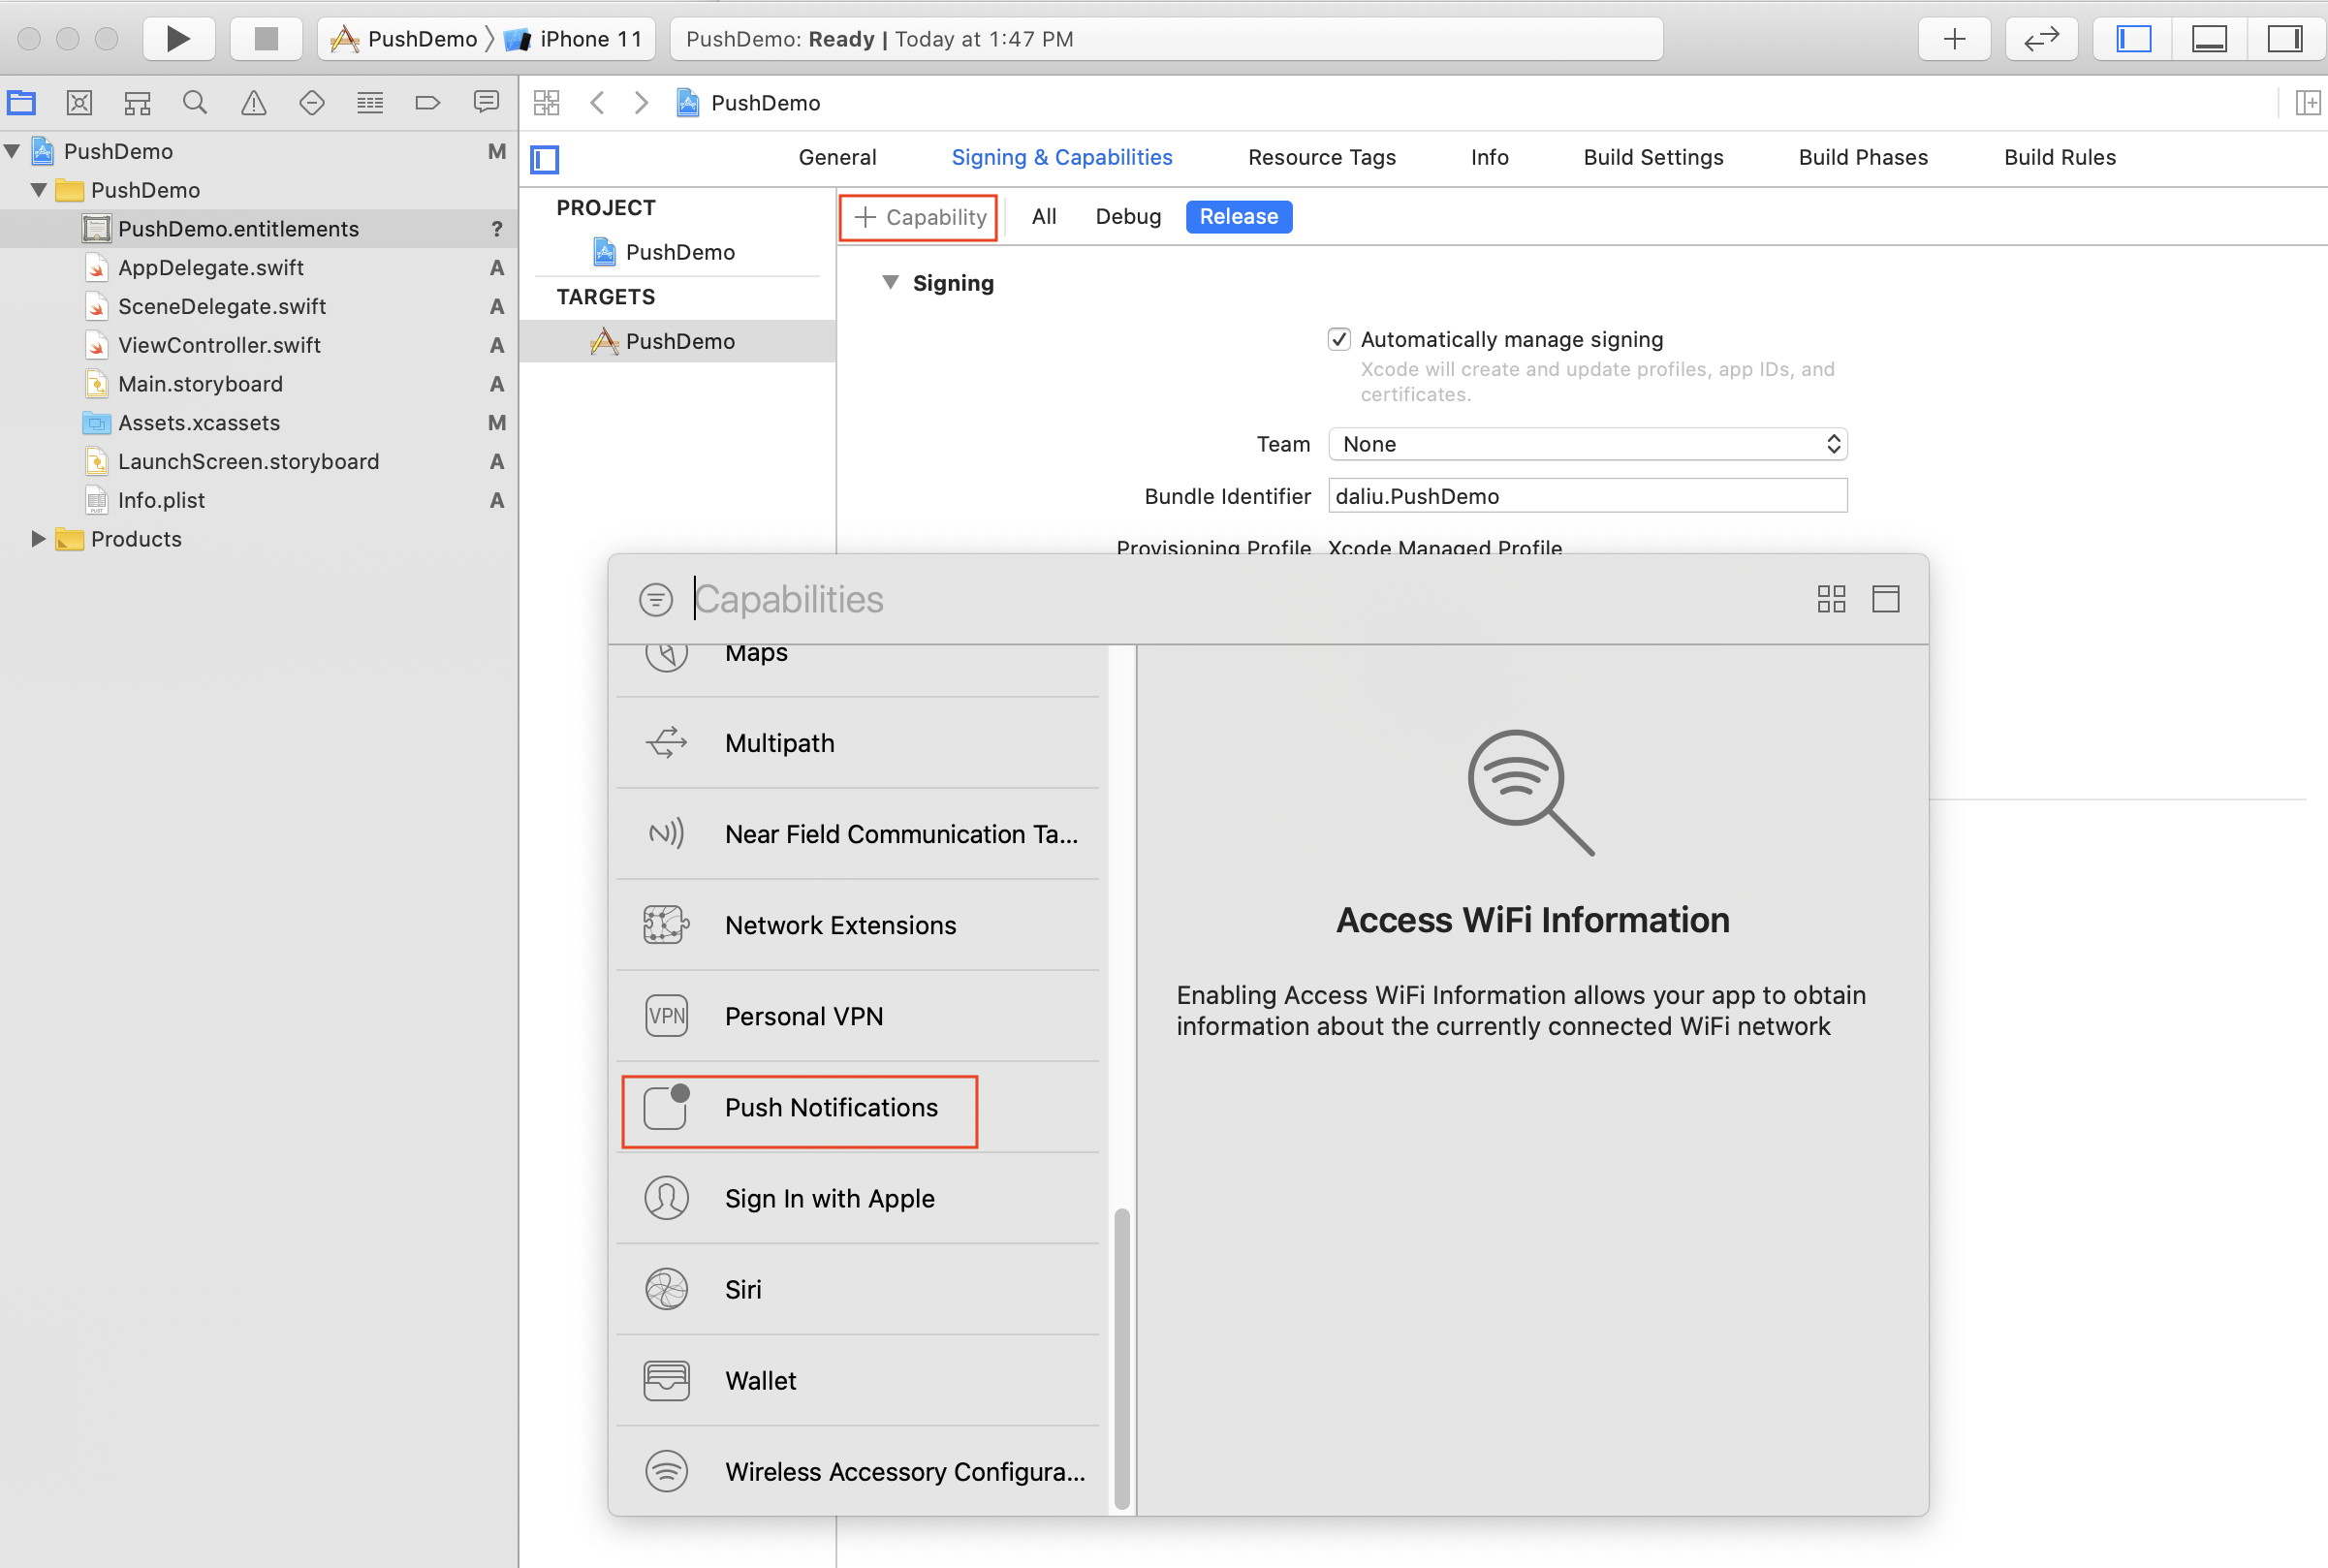 PushDemo 〉 iPhone 11
PushDemo: Ready | Today at 1:47 PM
PushDemo
General Signing & Capabilities Resource Tags Info Build Settings Build Phases Build Rules
PushDemo M
PushDemo
PushDemo.entitlements ?
AppDelegate.swift A
SceneDelegate.swift A
ViewController.swift A
Main.storyboard A
Assets.xcassets M
LaunchScreen.storyboard A
Info.plist A
Products
PROJECT
PushDemo
TARGETS
PushDemo
+ Capability All Debug Release
Signing
Automatically manage signing
Xcode will create and update profiles, app IDs, and
certificates.
Team None
Bundle Identifier daliu.PushDemo
Provisioning Profile Xcode Managed Profile
Capabilities
Maps
Multipath
Near Field Communication Ta...
Network Extensions
VPN Personal VPN
Push Notifications
Sign In with Apple
Siri
Wallet
Wireless Accessory Configura...
Access WiFi Information
Enabling Access WiFi Information allows your app to obtain
information about the currently connected WiFi network